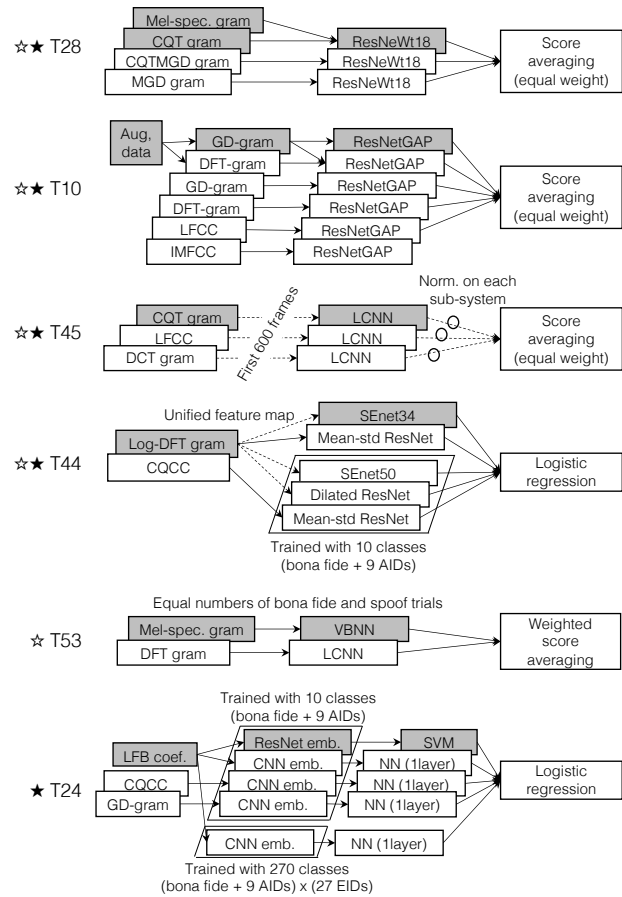 ☆★ T28
Mel-spec. gram
CQT gram
CQTMGD gram
MGD gram
ResNeWt18
ResNeWt18
ResNeWt18
Score
averaging
(equal weight)
☆★ T10
Aug,
data
GD-gram
DFT-gram
GD-gram
DFT-gram
LFCC
IMFCC
ResNetGAP
ResNetGAP
ResNetGAP
ResNetGAP
ResNetGAP
ResNetGAP
Score
averaging
(equal weight)
☆★ T45
CQT gram
LFCC
DCT gram
First 600 frames
LCNN
LCNN
LCNN
Norm. on each
sub-system
Score
averaging
(equal weight)
☆★ T44
Unified feature map
Log-DFT gram
CQCC
SEnet34
Mean-std ResNet
SEnet50
Dilated ResNet
Mean-std ResNet
Trained with 10 classes
(bona fide + 9 AIDs)
Logistic
regression
☆ T53
Equal numbers of bona fide and spoof trials
Mel-spec. gram
DFT gram
VBNN
LCNN
Weighted
score
averaging
★ T24
Trained with 10 classes
(bona fide + 9 AIDs)
LFB coef.
CQCC
GD-gram
ResNet emb.
CNN emb.
CNN emb.
CNN emb.
CNN emb.
SVM
NN (1layer)
NN (1layer)
NN (1layer)
NN (1layer)
Logistic
regression
Trained with 270 classes
(bona fide + 9 AIDs) x (27 EIDs)